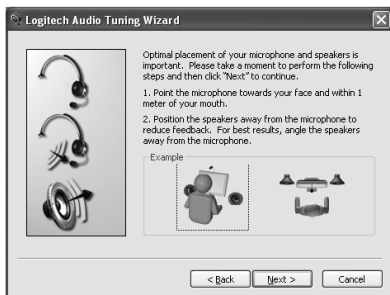 Logitech Audio Tuning Wizard
Optimal placement of your microphone and speakers is
important. Please take a moment to perform the following
steps and then click "Next" to continue.
1. Point the microphone towards your face and within 1
meter of your mouth.
2. Position the speakers away from the microphone to
reduce feedback. For best results, angle the speakers
away from the microphone.
Example
< Back
Next >
Cancel